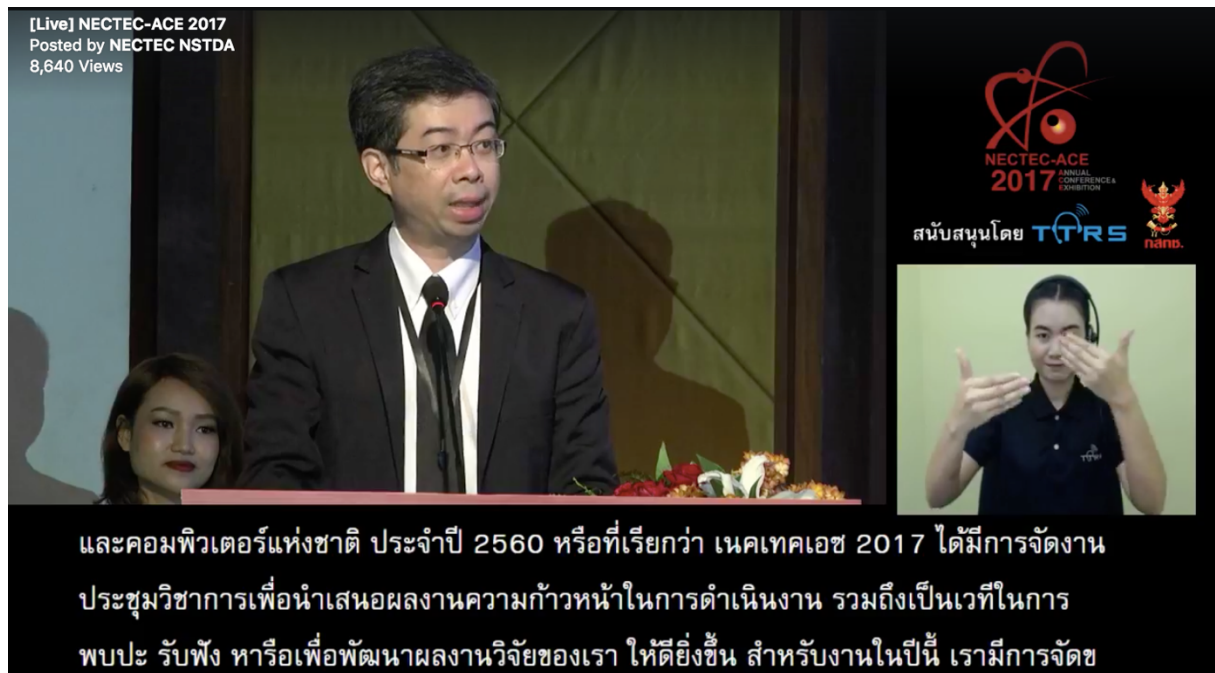 [Live] NECTEC-ACE 2017
Posted by NECTEC NSTDA
8,640 Views
NECTEC-ACE
2017 ANNUAL
CONFERENCE&
EXHIBITION
สนับสนุนโดย TTRS
กสทช.
TTRS
และคอมพิวเตอร์แห่งชาติ ประจำปี 2560 หรือที่เรียกว่า เนคเทคเอซ 2017 ได้มีการจัดงาน
ประชุมวิชาการเพื่อนำเสนอผลงานความก้าวหน้าในการดำเนินงาน รวมถึงเป็นเวทีในการ
พบปะ รับฟัง หารือเพื่อพัฒนาผลงานวิจัยของเรา ให้ดียิ่งขึ้น สำหรับงานในปีนี้ เรามีการจัดข